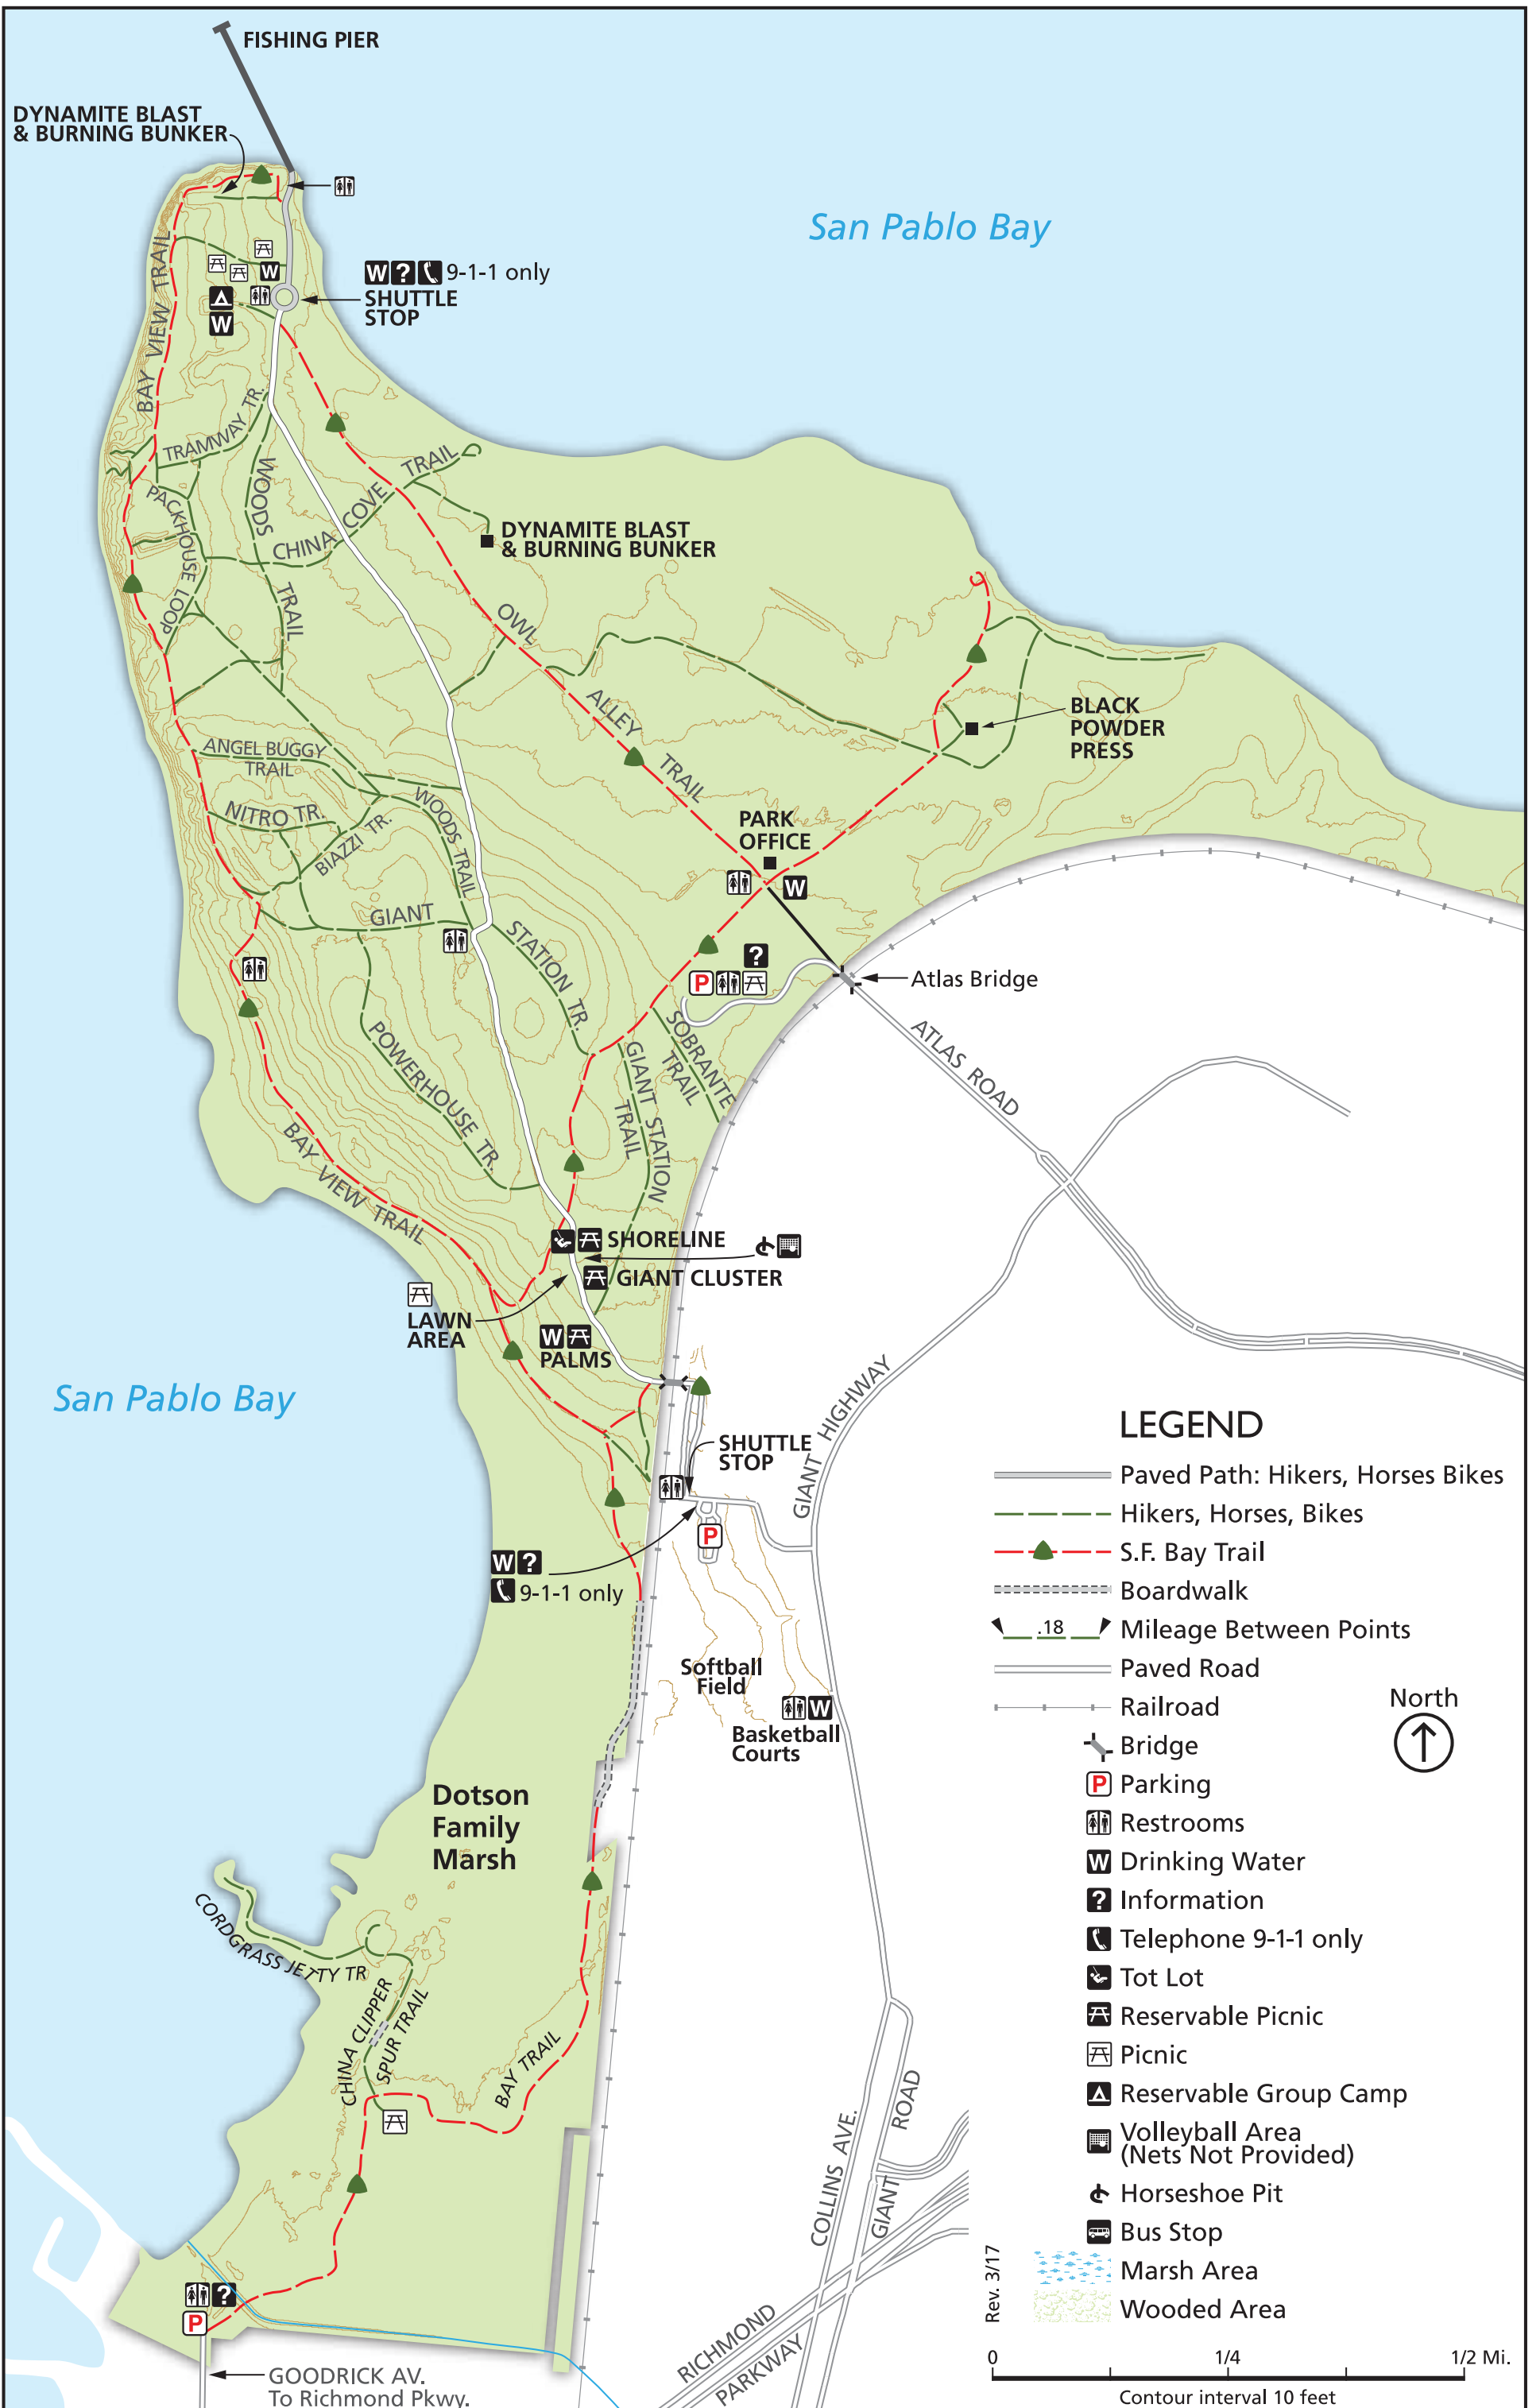 FISHING PIER
DYNAMITE BLAST
& BURNING BUNKER
San Pablo Bay
W ? 9-1-1 only
SHUTTLE
STOP
W
W
BAY VIEW TRAIL
TRAMWAY TR.
WOODS
TRAIL
PACKHOUSE LOOP
CHINA COVE TRAIL
DYNAMITE BLAST
& BURNING BUNKER
OWL ALLEY TRAIL
BLACK
POWDER
PRESS
ANGEL BUGGY
TRAIL
NITRO TR.
BIAZZI TR.
WOODS TRAIL
PARK
OFFICE
W
GIANT
STATION TR.
?
P
Atlas Bridge
ATLAS ROAD
SOBRANTE
TRAIL
GIANT STATION
TRAIL
POWERHOUSE TR.
BAY VIEW TRAIL
SHORELINE
GIANT CLUSTER
LAWN
AREA
W
PALMS
San Pablo Bay
GIANT HIGHWAY
SHUTTLE
STOP
P
W ?
9-1-1 only
Softball
Field
W
Basketball
Courts
Dotson
Family
Marsh
CORDGRASS JETTY TR
CHINA CLIPPER
SPUR TRAIL
BAY TRAIL
COLLINS AVE.
GIANT ROAD
RICHMOND
PARKWAY
?
P
GOODRICK AV.
To Richmond Pkwy.
LEGEND
Paved Path: Hikers, Horses Bikes
Hikers, Horses, Bikes
S.F. Bay Trail
Boardwalk
.18 Mileage Between Points
Paved Road
Railroad
Bridge
P Parking
Restrooms
W Drinking Water
? Information
Telephone 9-1-1 only
Tot Lot
Reservable Picnic
Picnic
Reservable Group Camp
Volleyball Area
(Nets Not Provided)
Horseshoe Pit
Bus Stop
Marsh Area
Wooded Area
North
Rev. 3/17
0 1/4 1/2 Mi.
Contour interval 10 feet